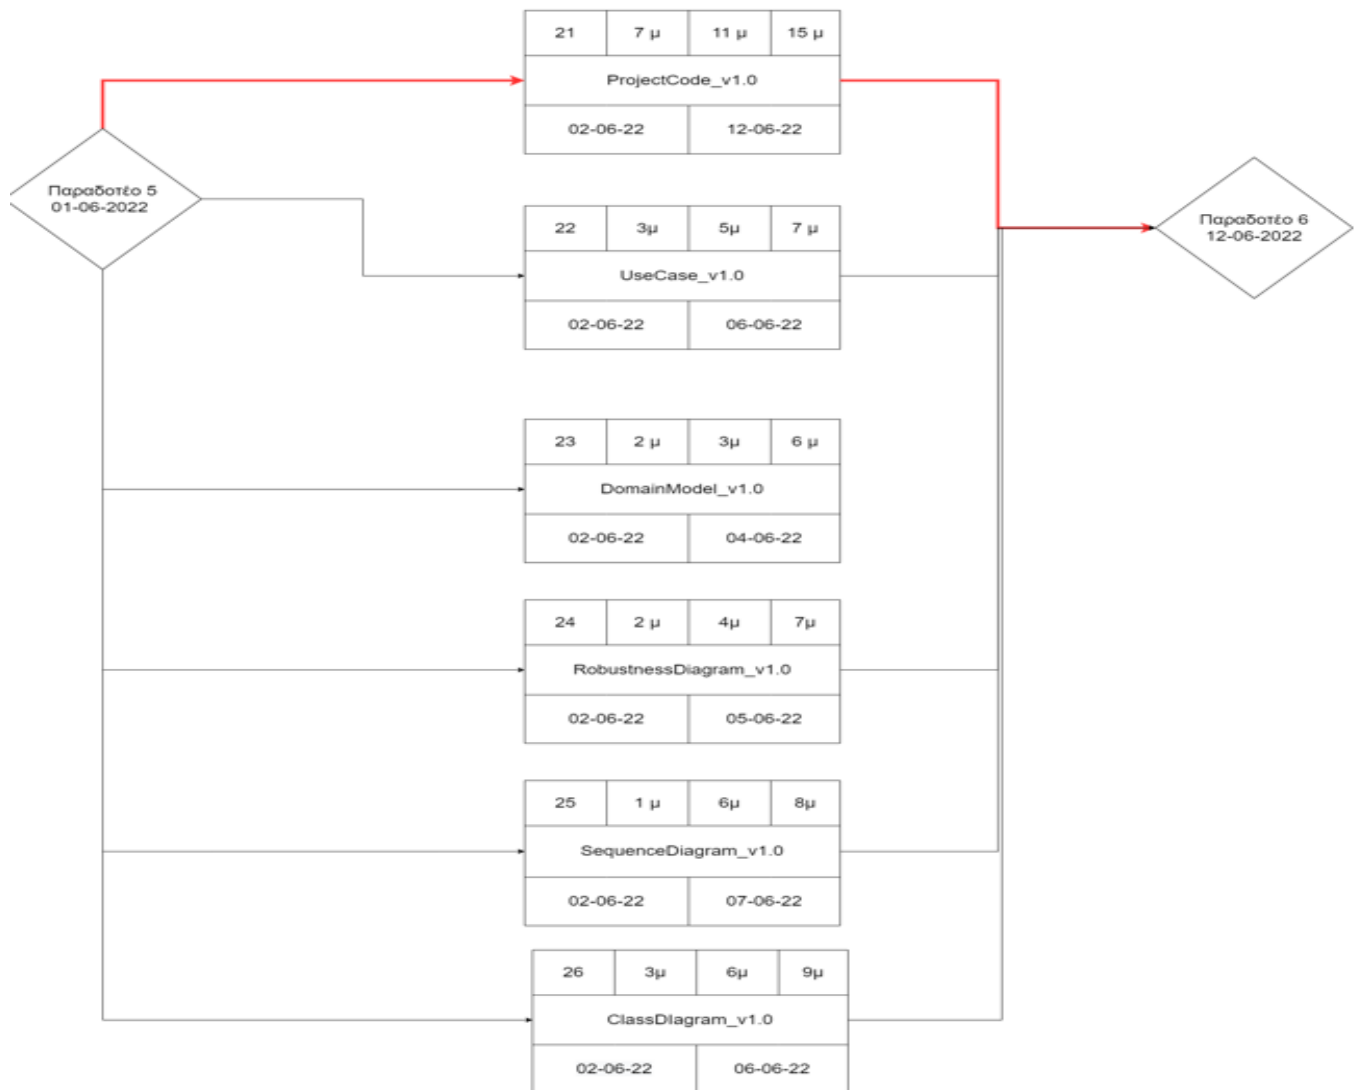 21 7 μ 11 μ 15 μ
ProjectCode_v1.0
02-06-22 12-06-22
Παραδοτέο 5
01-06-2022
22 3μ 5μ 7 μ
UseCase_v1.0
02-06-22 06-06-22
Παραδοτέο 6
12-06-2022
23 2 μ 3μ 6 μ
DomainModel_v1.0
02-06-22 04-06-22
24 2 μ 4μ 7μ
RobustnessDiagram_v1.0
02-06-22 05-06-22
25 1 μ 6μ 8μ
SequenceDiagram_v1.0
02-06-22 07-06-22
26 3μ 6μ 9μ
ClassDIagram_v1.0
02-06-22 06-06-22